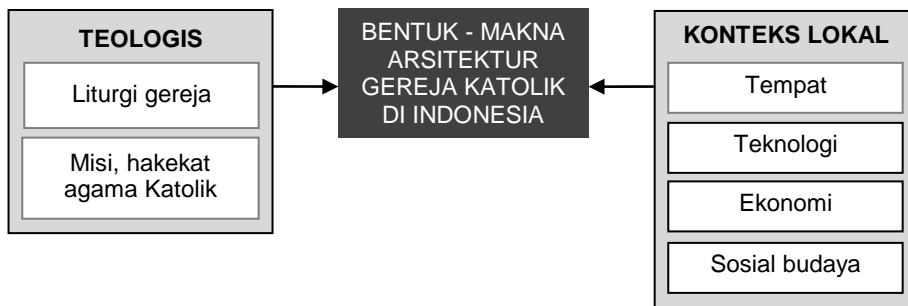 TEOLOGIS
Liturgi gereja
Misi, hakekat
agama Katolik
BENTUK - MAKNA
ARSITEKTUR
GEREJA KATOLIK
DI INDONESIA
KONTEKS LOKAL
Tempat
Teknologi
Ekonomi
Sosial budaya